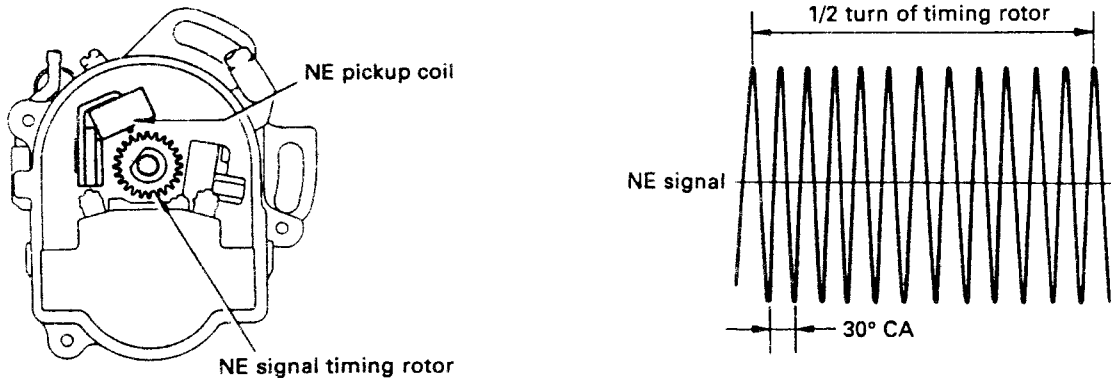 NE pickup coil
NE signal timing rotor
1/2 turn of timing rotor
NE signal
30° CA